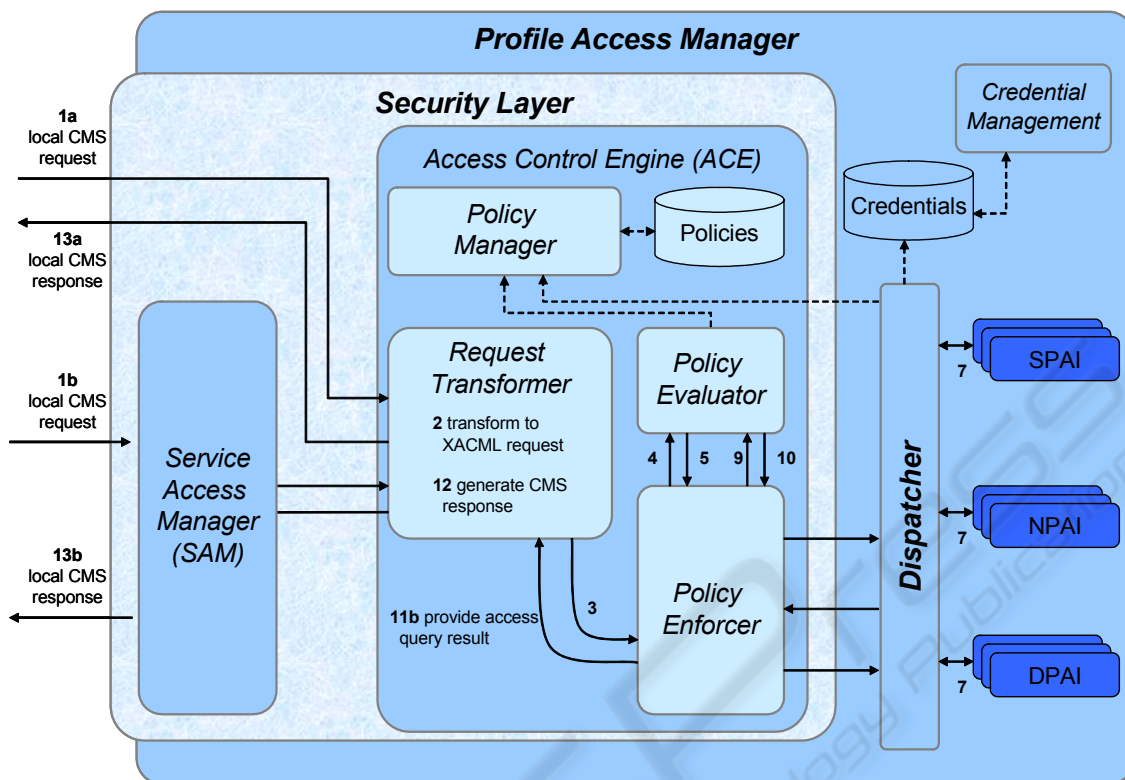 Profile Access Manager
Security Layer
Credential
Management
1a
local CMS
request
Access Control Engine (ACE)
Policy
Manager
Policies
Credentials
13a
local CMS
response
Request
Transformer
2 transform to
XACML request
12 generate CMS
response
Policy
Evaluator
SPAI
7
1b
local CMS
request
Service
Access
Manager
(SAM)
4
5
9
10
Dispatcher
NPAI
7
13b
local CMS
response
3
11b provide access
query result
Policy
Enforcer
DPAI
7